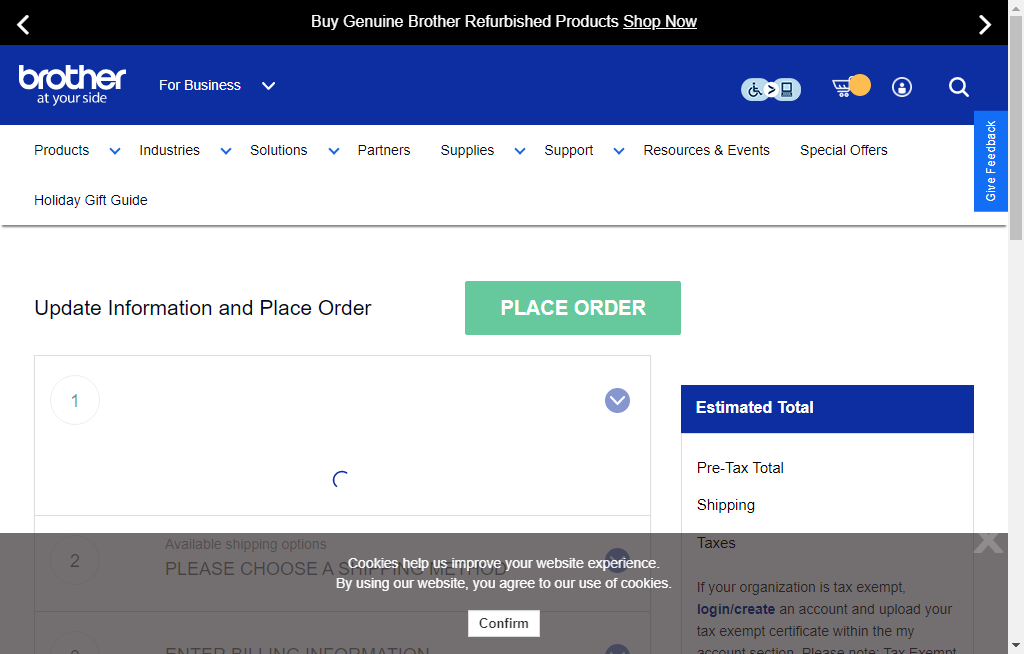 Buy Genuine Brother Refurbished Products Shop Now
brother
at your side
For Business
Give Feedback
Products Industries Solutions Partners Supplies Support Resources & Events Special Offers
Holiday Gift Guide
Update Information and Place Order
PLACE ORDER
1
Estimated Total
Pre-Tax Total
Shipping
Taxes
2
Available shipping options
PLEASE CHOOSE A SHIPPING METHOD
Cookies help us improve your website experience.
By using our website, you agree to our use of cookies.
Confirm
If your organization is tax exempt,
login/create an account and upload your
tax exempt certificate within the my
account section. Please note: Tax Exempt
ENTER BILLING INFORMATION